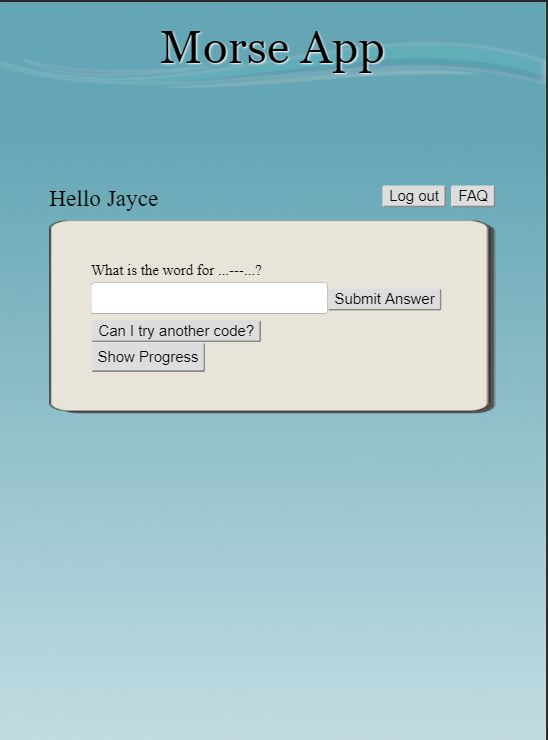 Morse App
Hello Jayce
Log out FAQ
What is the word for ...---...?
Submit Answer
Can I try another code?
Show Progress